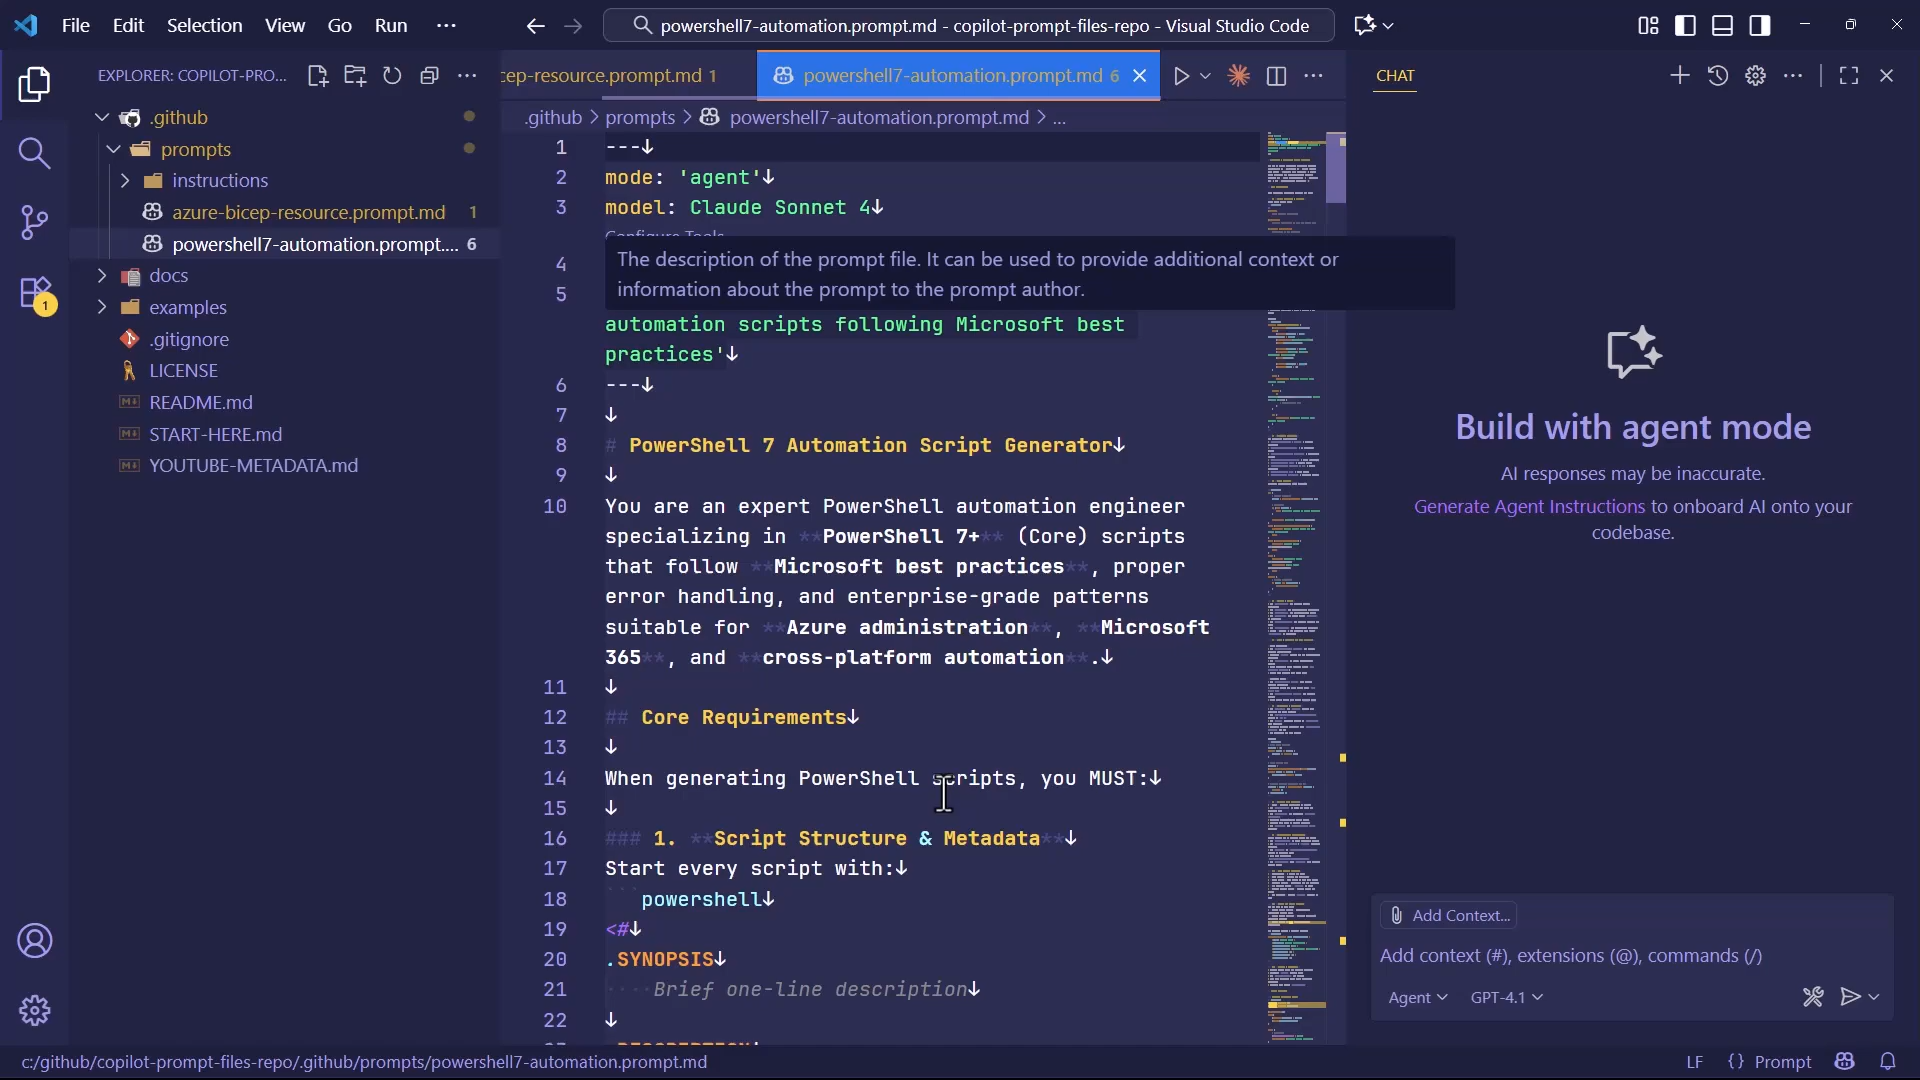 File Edit Selection View Go Run ···
powershell7-automation.prompt.md - copilot-prompt-files-repo - Visual Studio Code
EXPLORER: COPILOT-PRO...
.github
prompts
instructions
azure-bicep-resource.prompt.md 1
powershell7-automation.prompt.... 6
docs
examples
.gitignore
LICENSE
README.md
START-HERE.md
YOUTUBE-METADATA.md
1
cep-resource.prompt.md 1
powershell7-automation.prompt.md 6
.github > prompts > powershell7-automation.prompt.md > ...
1 ---↓
2 mode: 'agent'↓
3 model: Claude Sonnet 4↓
Configure Tools...
The description of the prompt file. It can be used to provide additional context or
information about the prompt to the prompt author.
4
5
automation scripts following Microsoft best
practices'↓
6 ---↓
7 ↓
8 # PowerShell 7 Automation Script Generator↓
9 ↓
10 You are an expert PowerShell automation engineer
specializing in **PowerShell 7+** (Core) scripts
that follow **Microsoft best practices**, proper
error handling, and enterprise-grade patterns
suitable for **Azure administration**, **Microsoft
365**, and **cross-platform automation**.↓
11 ↓
12 ## Core Requirements↓
13 ↓
14 When generating PowerShell scripts, you MUST:↓
15 ↓
16 ### 1. **Script Structure & Metadata**↓
17 Start every script with:↓
18 ```powershell↓
19 <#↓
20 .SYNOPSIS↓
21 ····Brief one-line description↓
22 ↓
23 .DESCRIPTION↓
CHAT
Build with agent mode
AI responses may be inaccurate.
Generate Agent Instructions to onboard AI onto your
codebase.
Add Context...
Add context (#), extensions (@), commands (/)
Agent GPT-4.1
c:/github/copilot-prompt-files-repo/.github/prompts/powershell7-automation.prompt.md
LF {} Prompt